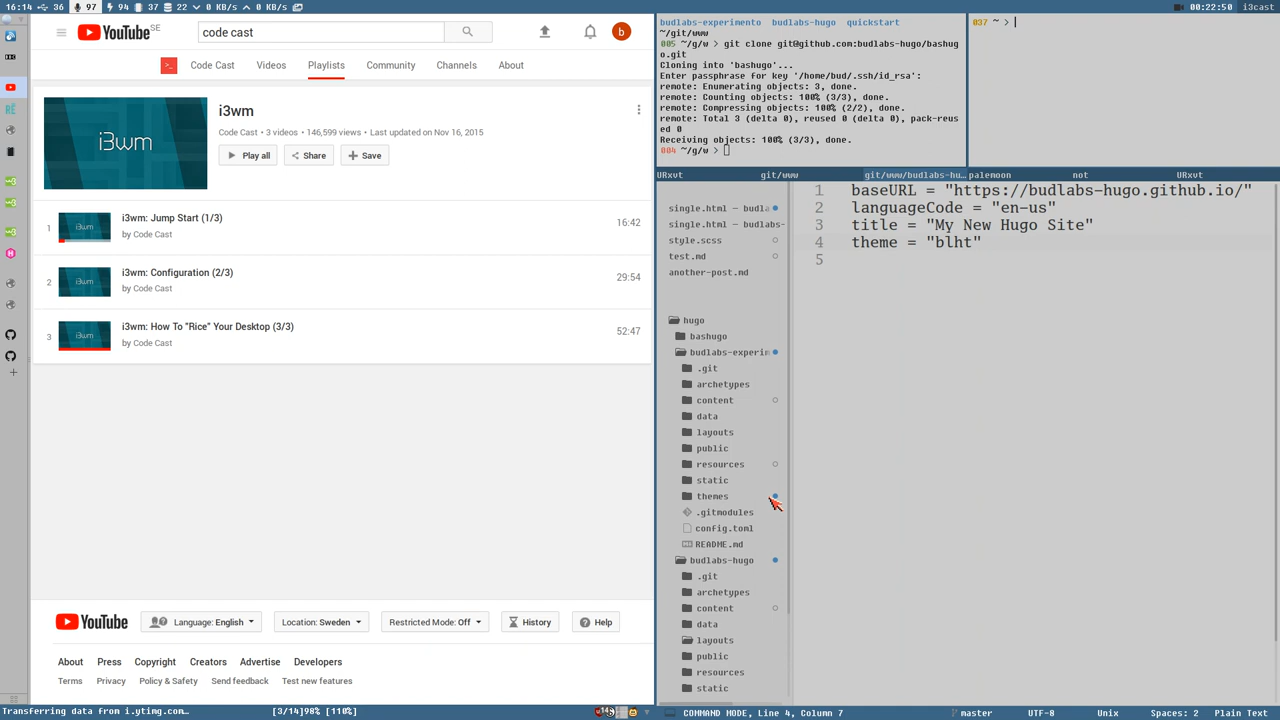 16:14 36 97 94 37 22 0 KB/s 0 KB/s 00:22:50 i3cast
YouTube SE
code cast
b
Code Cast Videos Playlists Community Channels About
i3wm
i3wm
Code Cast • 3 videos • 146,599 views • Last updated on Nov 16, 2015
Play all Share Save
1 i3wm: Jump Start (1/3) 16:42
by Code Cast
2 i3wm: Configuration (2/3) 29:54
by Code Cast
3 i3wm: How To "Rice" Your Desktop (3/3) 52:47
by Code Cast
YouTube Language: English Location: Sweden Restricted Mode: Off History Help
About Press Copyright Creators Advertise Developers
Terms Privacy Policy & Safety Send feedback Test new features
Transferring data from i.ytimg.com… [3/14]98% [110%]
budlabs-experimento budlabs-hugo quickstart
~/git/www
005 ~/g/w > git clone git@github.com:budlabs-hugo/bashug
o.git
Cloning into 'bashugo'...
Enter passphrase for key '/home/bud/.ssh/id_rsa':
remote: Enumerating objects: 3, done.
remote: Counting objects: 100% (3/3), done.
remote: Compressing objects: 100% (2/2), done.
remote: Total 3 (delta 0), reused 0 (delta 0), pack-reus
ed 0
Receiving objects: 100% (3/3), done.
004 ~/g/w >
037 ~ >
URxvt git/www git/www/budlabs-hu… palemoon not URxvt
single.html — budla
single.html — budlabs-
style.scss
test.md
another-post.md
hugo
bashugo
budlabs-experim
.git
archetypes
content
data
layouts
public
resources
static
themes
.gitmodules
config.toml
README.md
budlabs-hugo
.git
archetypes
content
data
layouts
public
resources
static
1 baseURL = "https://budlabs-hugo.github.io/"
2 languageCode = "en-us"
3 title = "My New Hugo Site"
4 theme = "blht"
5
COMMAND MODE, Line 4, Column 7 master UTF-8 Unix Spaces: 2 Plain Text